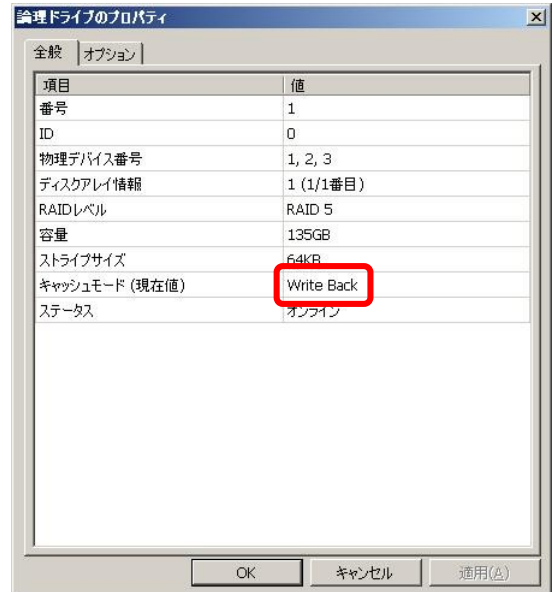 論理ドライブのプロパティ
全般 オプション
項目 値
番号 1
ID 0
物理デバイス番号 1, 2, 3
ディスクアレイ情報 1 (1/1番目)
RAIDレベル RAID 5
容量 135GB
ストライプサイズ 64KB
キャッシュモード (現在値) Write Back
ステータス オンライン
OK キャンセル 適用(A)